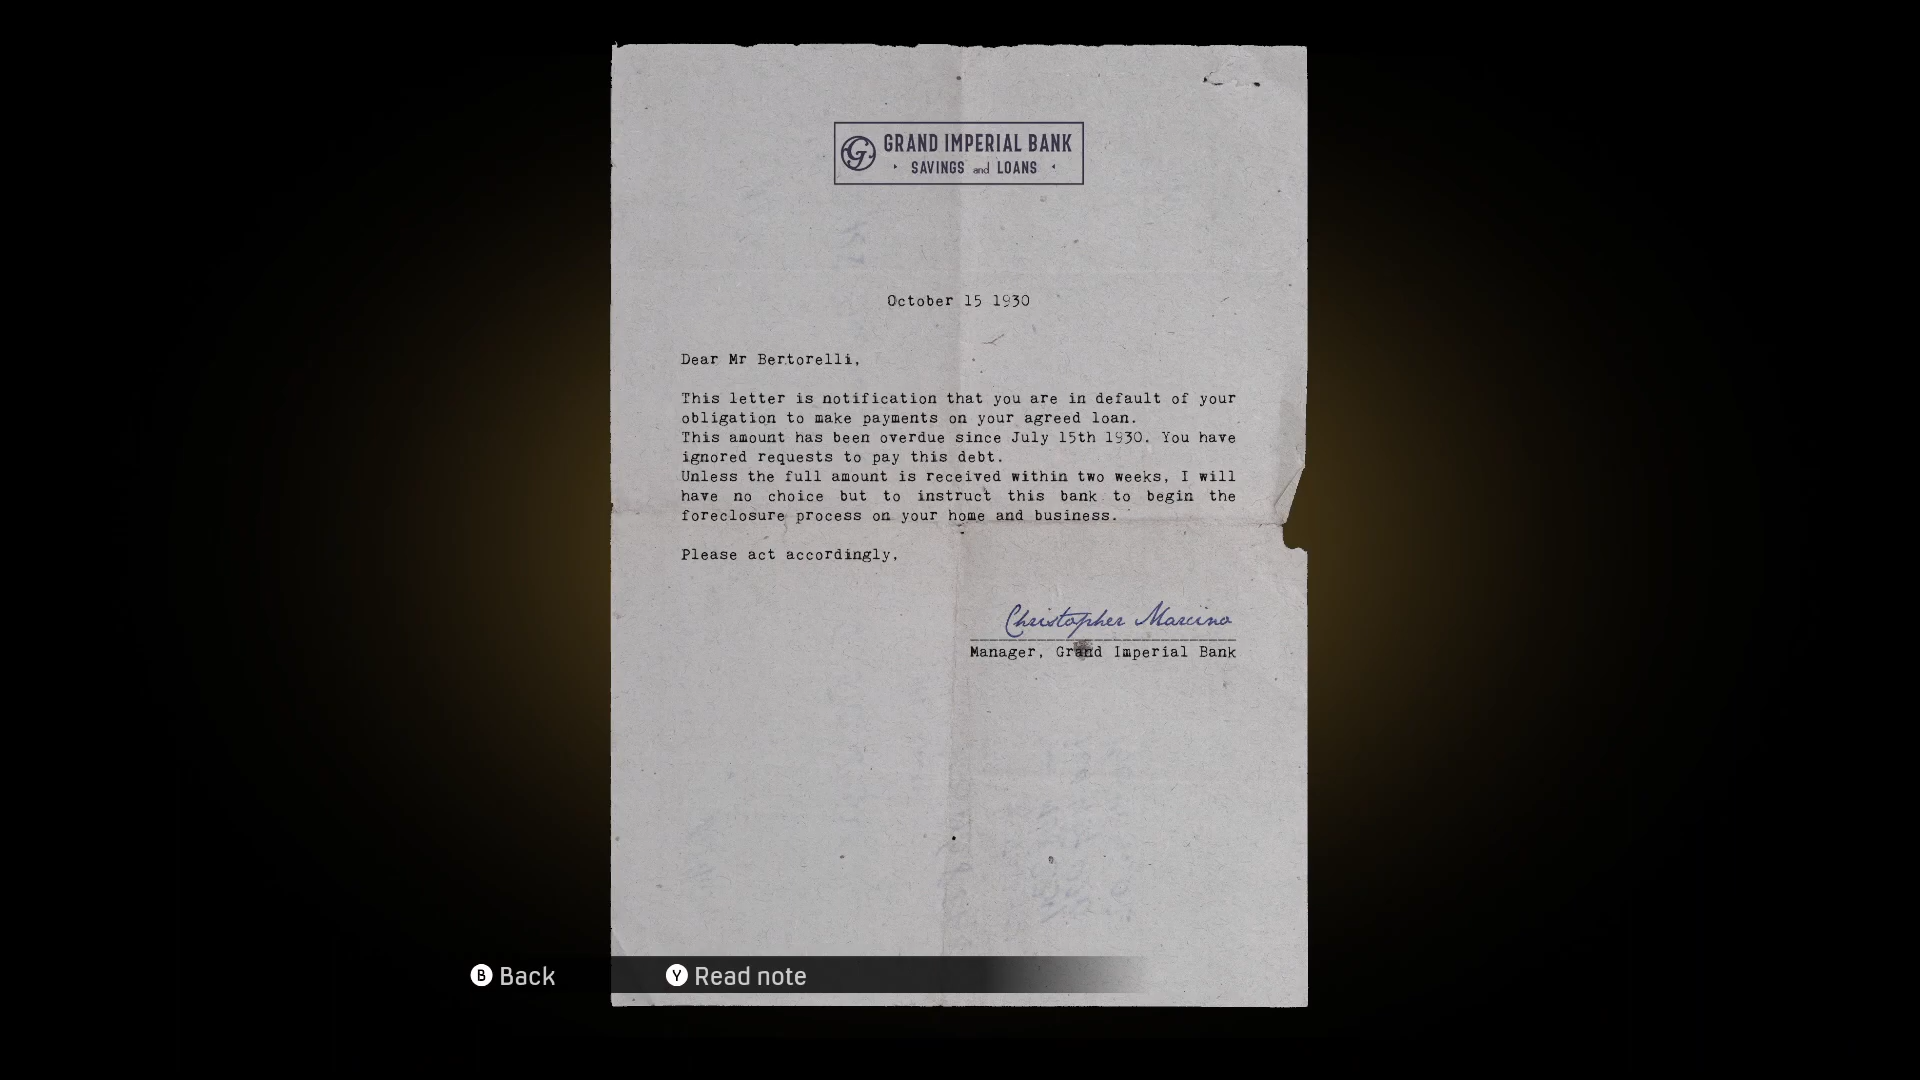 GRAND IMPERIAL BANK
SAVINGS and LOANS
October 15 1930
Dear Mr Bertorelli,
This letter is notification that you are in default of your
obligation to make payments on your agreed loan.
This amount has been overdue since July 15th 1930. You have
ignored requests to pay this debt.
Unless the full amount is received within two weeks, I will
have no choice but to instruct this bank to begin the
foreclosure process on your home and business.
Please act accordingly,
Christopher Marcino
Manager, Grand Imperial Bank
B Back Y Read note